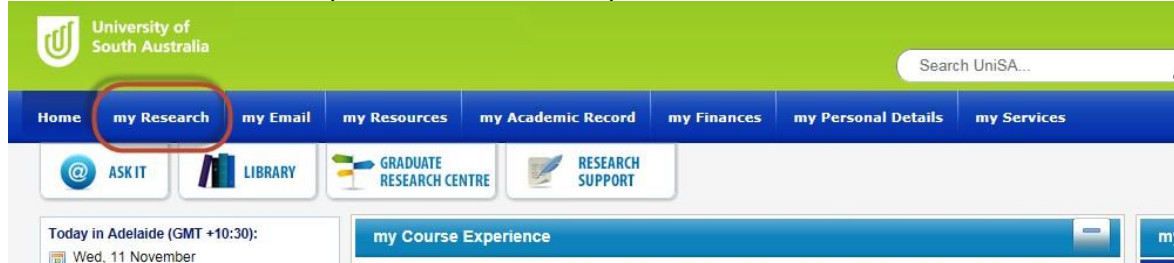 University of
South Australia
Search UniSA...
Home my Research my Email my Resources my Academic Record my Finances my Personal Details my Services
@ ASK IT LIBRARY GRADUATE RESEARCH CENTRE RESEARCH SUPPORT
Today in Adelaide (GMT +10:30):
my Course Experience
Wed, 11 November